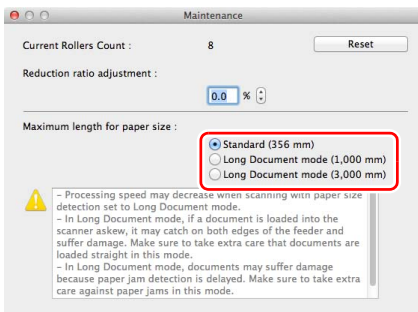 Maintenance
Current Rollers Count : 8 Reset
Reduction ratio adjustment :
0.0 %
Maximum length for paper size :
Standard (356 mm)
Long Document mode (1,000 mm)
Long Document mode (3,000 mm)
- Processing speed may decrease when scanning with paper size
detection set to Long Document mode.
- In Long Document mode, if a document is loaded into the
scanner askew, it may catch on both edges of the feeder and
suffer damage. Make sure to take extra care that documents are
loaded straight in this mode.
- In Long Document mode, documents may suffer damage
because paper jam detection is delayed. Make sure to take extra
care against paper jams in this mode.